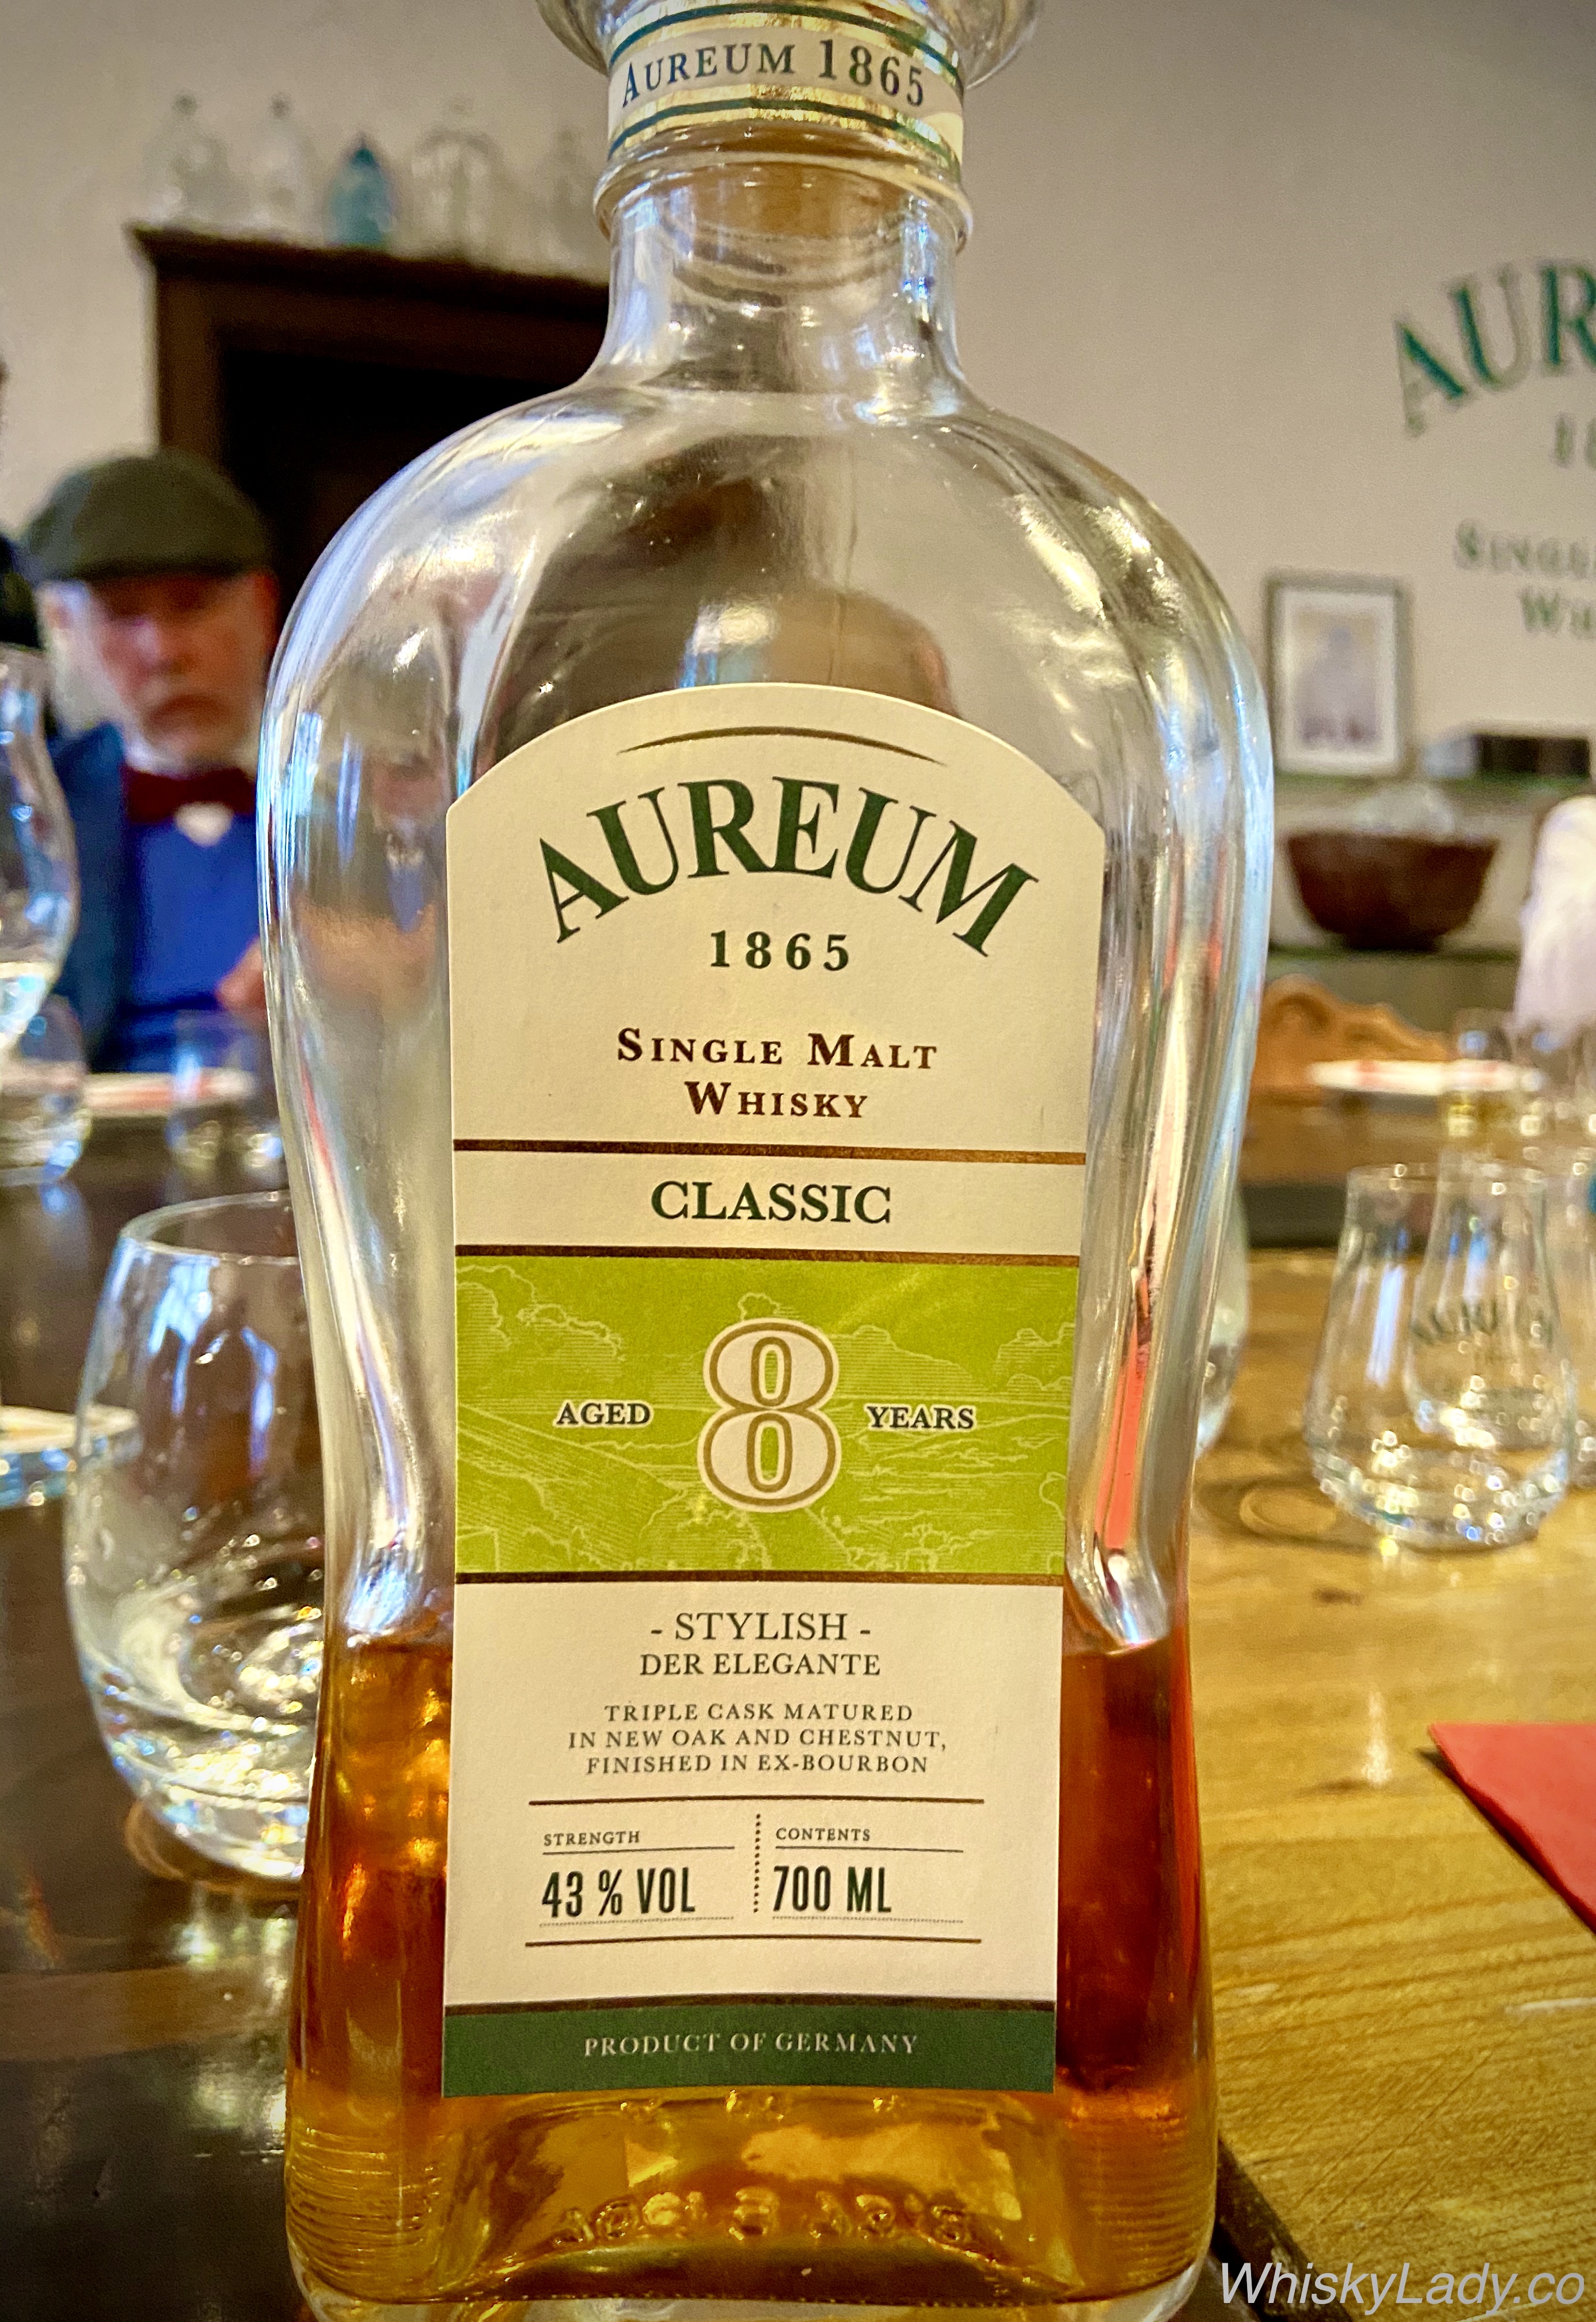 AUREUM 1865
AUREUM
1865
SINGLE MALT
WHISKY
CLASSIC
AGED 8 YEARS
- STYLISH -
DER ELEGANTE
TRIPLE CASK MATURED
IN NEW OAK AND CHESTNUT,
FINISHED IN EX-BOURBON
STRENGTH
43 % VOL
CONTENTS
700 ML
PRODUCT OF GERMANY
WhiskyLady.co